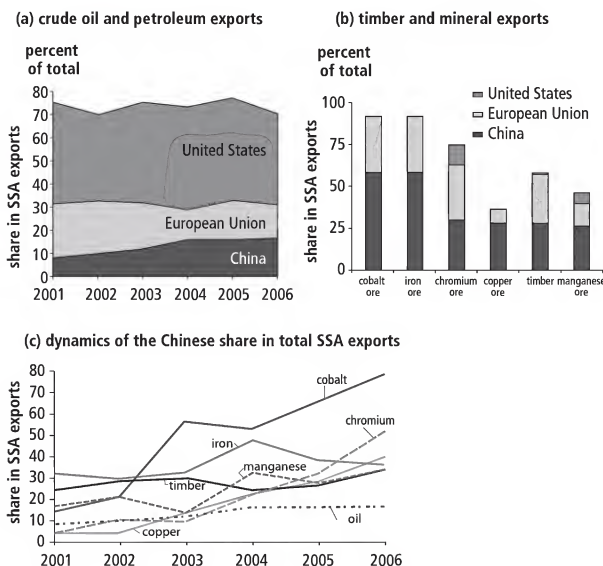 (a) crude oil and petroleum exports
percent
of total
share in SSA exports
80
70
60
50
40
30
20
10
0
United States
European Union
China
2001 2002 2003 2004 2005 2006
(b) timber and mineral exports
percent
of total
share in SSA exports
100
75
50
25
0
United States
European Union
China
cobalt ore
iron ore
chromium ore
copper ore
timber
manganese ore
(c) dynamics of the Chinese share in total SSA exports
share in SSA exports
80
70
60
50
40
30
20
10
0
cobalt
chromium
iron
manganese
timber
copper
oil
2001 2002 2003 2004 2005 2006